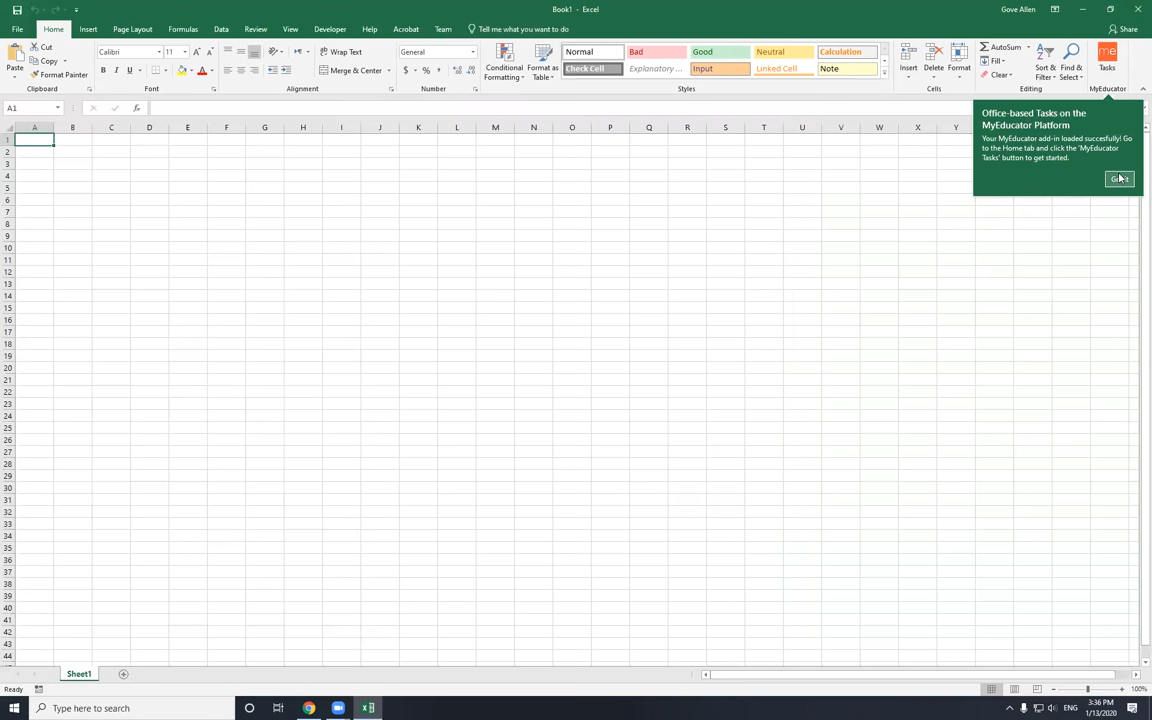 Book1 - Excel
Gove Allen
File Home Insert Page Layout Formulas Data Review View Developer Help Acrobat Team Tell me what you want to do Share
Paste
Cut
Copy
Format Painter
Clipboard
Calibri 11
B I U
Font
Wrap Text
Merge & Center
Alignment
General
$ % ,
Number
Conditional
Formatting
Format as
Table
Normal Bad Good Neutral Calculation
Check Cell Explanatory ... Input Linked Cell Note
Styles
Insert Delete Format
Cells
AutoSum
Fill
Clear
Sort &
Filter
Find &
Select
Editing
me
Tasks
MyEducator
A1 fx
Office-based Tasks on the
MyEducator Platform
Your MyEducator add-in loaded succesfully! Go
to the Home tab and click the 'MyEducator
Tasks' button to get started.
A B C D E F G H I J K L M N O P Q R S T U V W X Y
1
2
3
4
5
6
7
8
9
10
11
12
13
14
15
16
17
18
19
20
21
22
23
24
25
26
27
28
29
30
31
32
33
34
35
36
37
38
39
40
41
42
43
44
Sheet1
Ready
100%
Type here to search
ENG
3:36 PM
1/13/2020